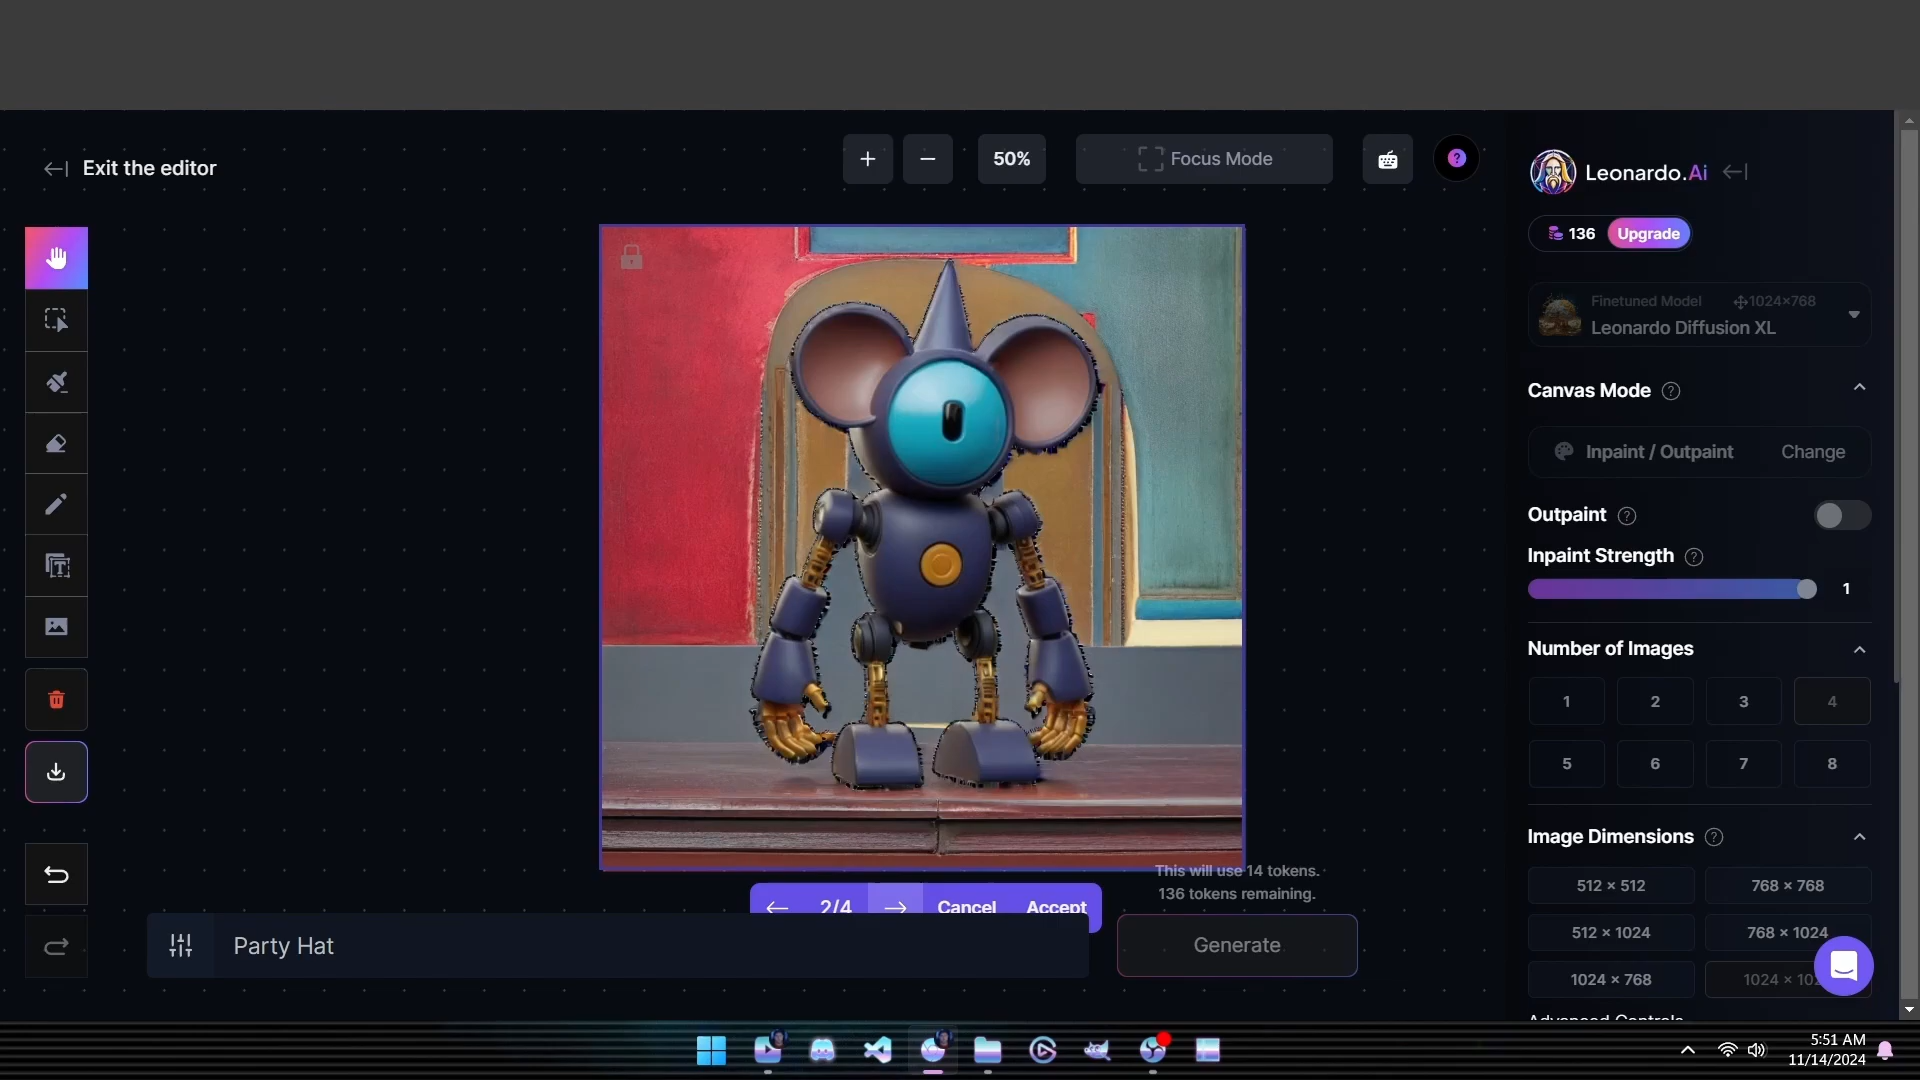 Exit the editor
50%
Focus Mode
?
Leonardo.Ai
136
Upgrade
Finetuned Model
1024×768
Leonardo Diffusion XL
Canvas Mode ?
Inpaint / Outpaint
Change
Outpaint ?
Inpaint Strength ?
1
Number of Images
1 2 3 4
5 6 7 8
Image Dimensions ?
512 × 512
768 × 768
512 × 1024
768 × 1024
1024 × 768
This will use 14 tokens.
136 tokens remaining.
2/4
Cancel
Accept
Party Hat
Generate
Advanced Controls
5:51 AM
11/14/2024